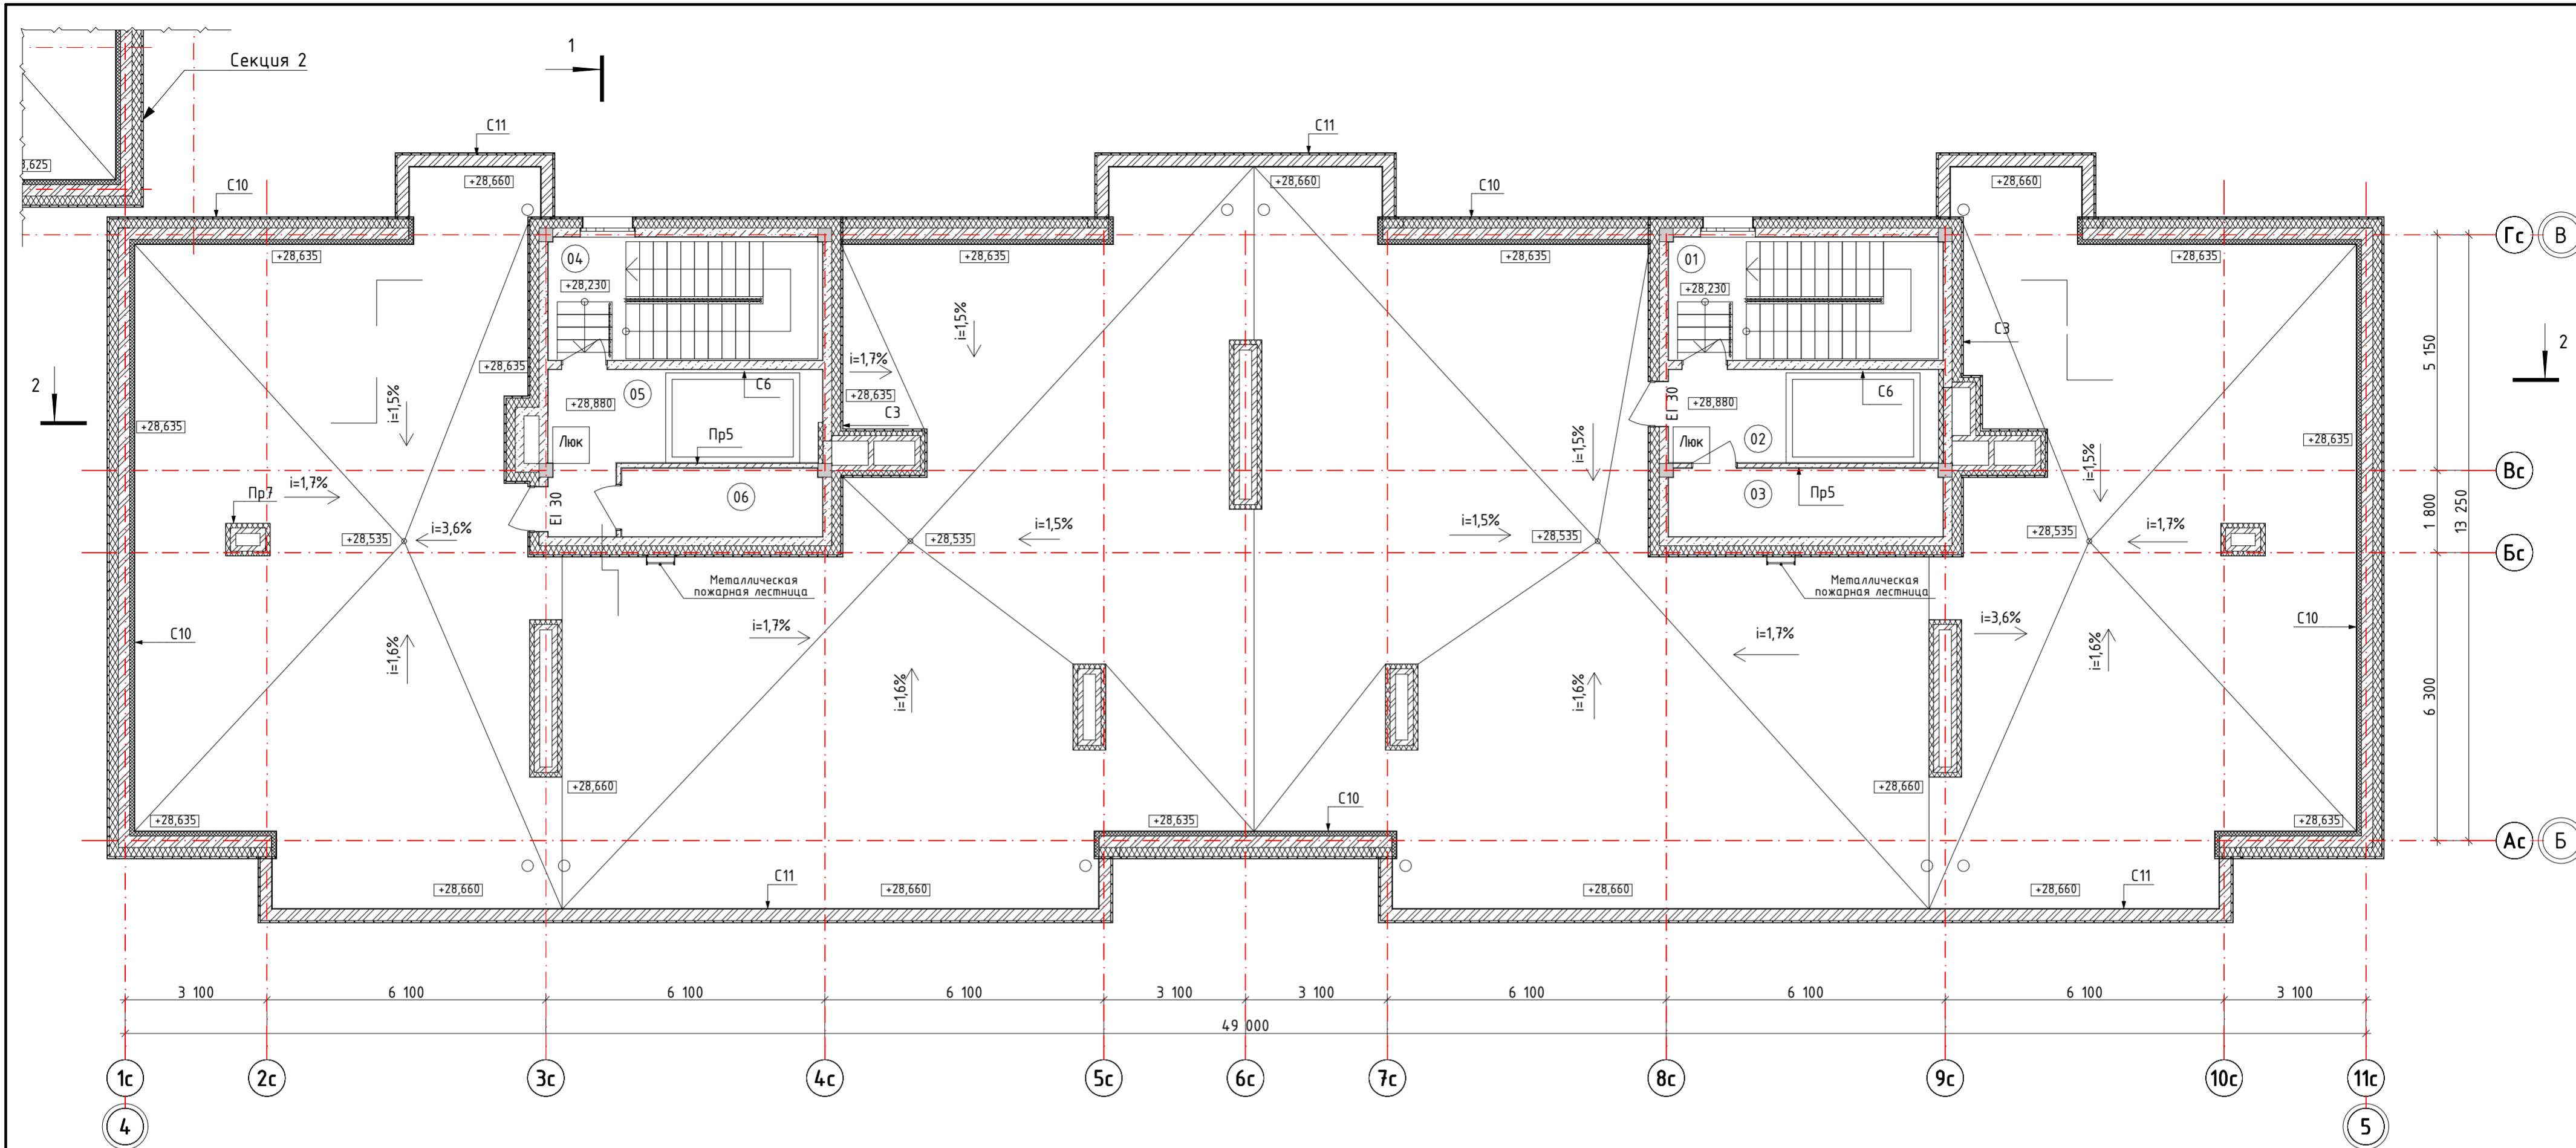 1
Секция 2
С11
С11
3,625
+28,660
+28,660
+28,660
С10
С10
Гс
В
+28,635
04
+28,635
+28,635
01
+28,635
+28,230
+28,230
i=1,5%
С3
5 150
2
2
+28,635
i=1,7%
i=1,5%
С6
+28,635
С6
05
+28,880
С3
EI 30
+28,880
+28,635
Люк
Пр5
i=1,5%
Люк
02
i=1,5%
+28,635
Вс
Пр7
i=1,7%
06
03
Пр5
EI 30
1 800
13 250
+28,535
i=3,6%
+28,535
i=1,5%
i=1,5%
+28,535
+28,535
i=1,7%
Бс
Металлическая
пожарная лестница
Металлическая
пожарная лестница
С10
i=1,6%
i=1,7%
i=1,7%
i=3,6%
i=1,6%
С10
i=1,6%
i=1,6%
6 300
+28,660
+28,660
С10
+28,635
+28,635
+28,635
Ас
Б
+28,660
С11
+28,660
+28,660
+28,660
С11
3 100
6 100
6 100
6 100
3 100
3 100
6 100
6 100
6 100
3 100
49 000
1с
2с
3с
4с
5с
6с
7с
8с
9с
10с
11с
4
5